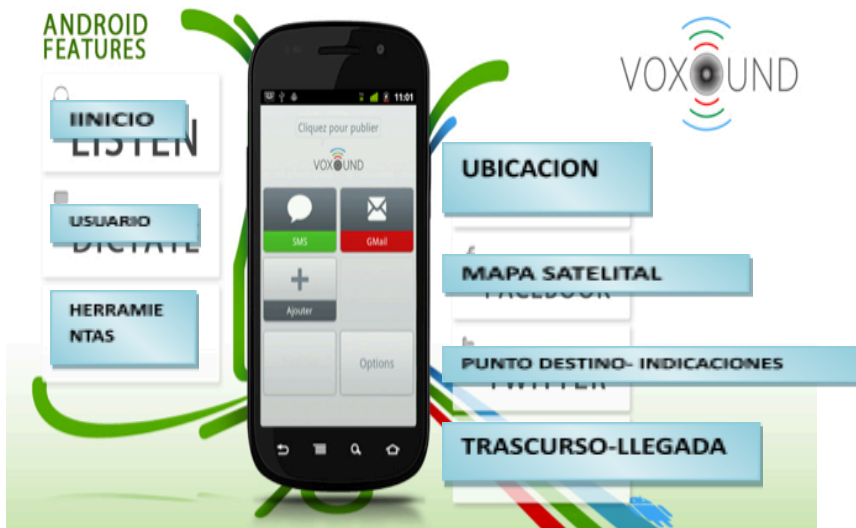 ANDROID
FEATURES
IINICIO
LISTEN
USUARIO
DICTATE
HERRAMIE
NTAS
11:01
Cliquez pour publier
VOXOUND
SMS
GMail
Ajouter
Options
VOXOUND
UBICACION
MAPA SATELITAL
FACEBOOK
PUNTO DESTINO- INDICACIONES
TWITTER
TRASCURSO-LLEGADA